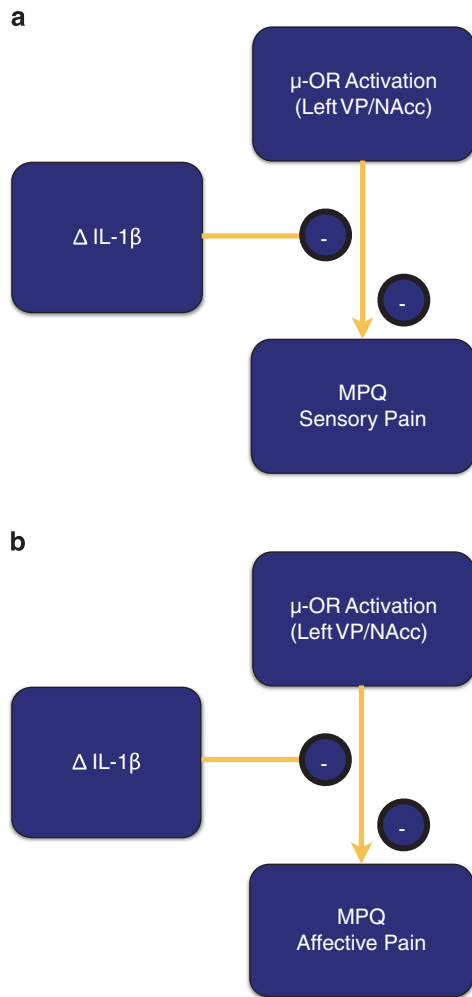 a
μ-OR Activation
(Left VP/NAcc)
Δ IL-1β
-
-
MPQ
Sensory Pain
b
μ-OR Activation
(Left VP/NAcc)
Δ IL-1β
-
-
MPQ
Affective Pain